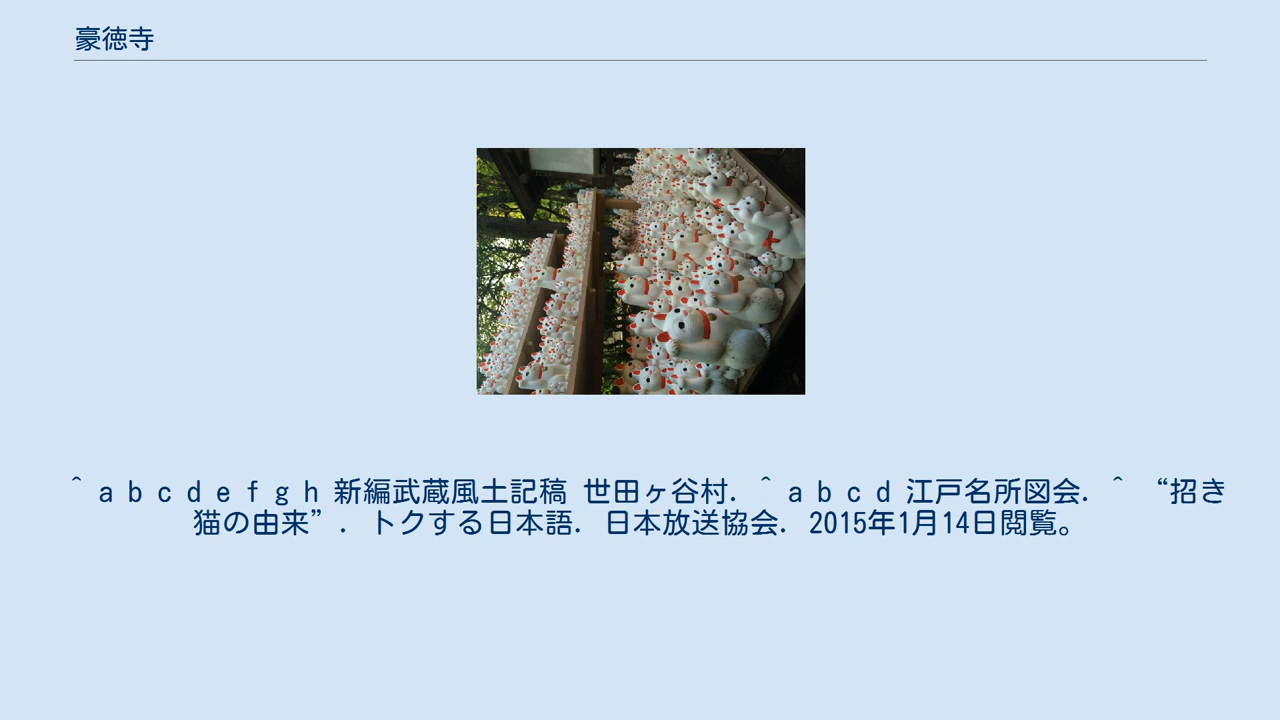 豪徳寺
^ a b c d e f g h 新編武蔵風土記稿 世田ヶ谷村. ^ a b c d 江戸名所図会. ^ “招き
猫の由来”. トクする日本語. 日本放送協会. 2015年1月14日閲覧。